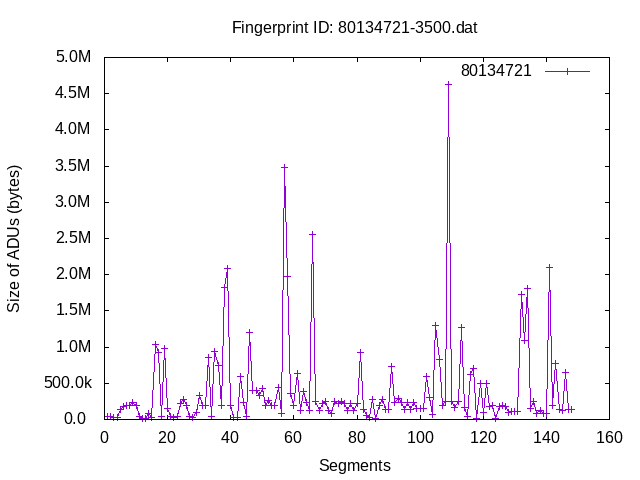 Fingerprint ID: 80134721-3500.dat
80134721
5.0M
4.5M
4.0M
3.5M
3.0M
2.5M
2.0M
1.5M
1.0M
500.0k
0.0
Size of ADUs (bytes)
0 20 40 60 80 100 120 140 160
Segments